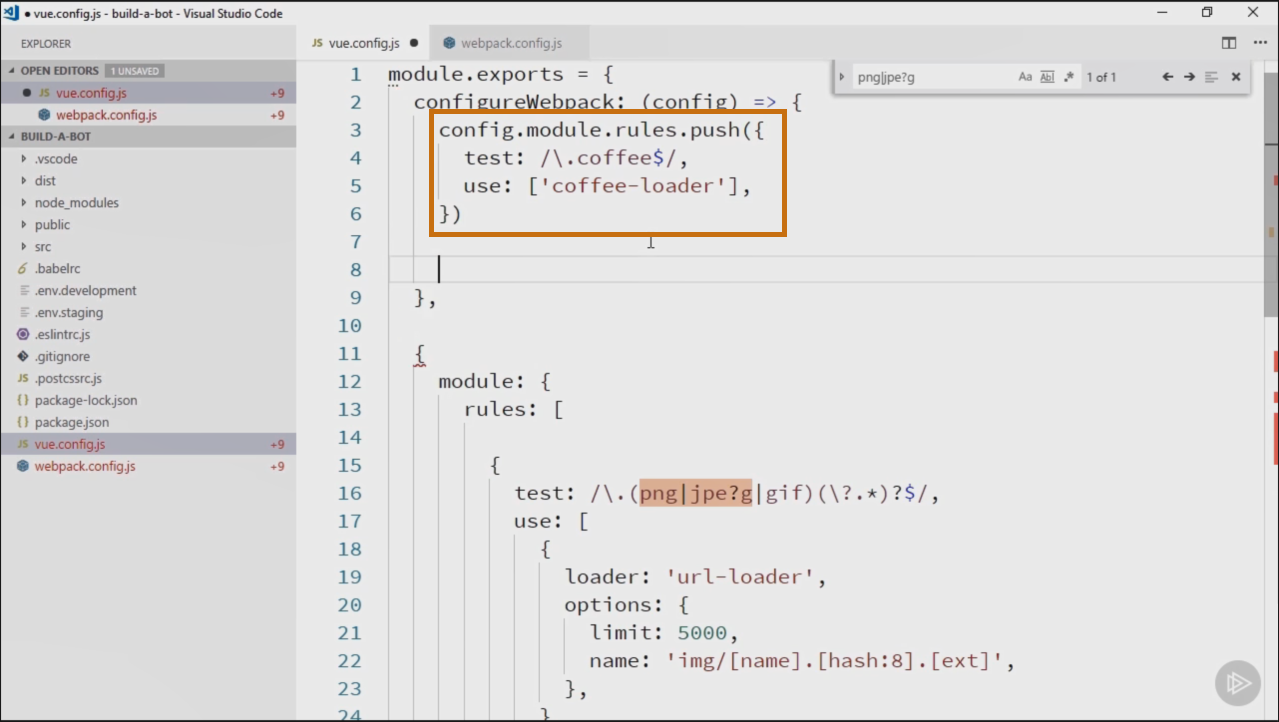 vue.config.js - build-a-bot - Visual Studio Code
EXPLORER
OPEN EDITORS 1 UNSAVED
JS vue.config.js +9
webpack.config.js +9
BUILD-A-BOT
.vscode
dist
node_modules
public
src
.babelrc
.env.development
.env.staging
.eslintrc.js
.gitignore
JS .postcssrc.js
{} package-lock.json
{} package.json
JS vue.config.js +9
webpack.config.js +9
JS vue.config.js
webpack.config.js
png|jpe?g Aa Abl .* 1 of 1
1 module.exports = {
2 configureWebpack: (config) => {
3 config.module.rules.push({
4 test: /\.coffee$/,
5 use: ['coffee-loader'],
6 })
7
8
9 },
10
11 {
12 module: {
13 rules: [
14
15 {
16 test: /\.(png|jpe?g|gif)(\?.*)?$/,
17 use: [
18 {
19 loader: 'url-loader',
20 options: {
21 limit: 5000,
22 name: 'img/[name].[hash:8].[ext]',
23 },
24 }